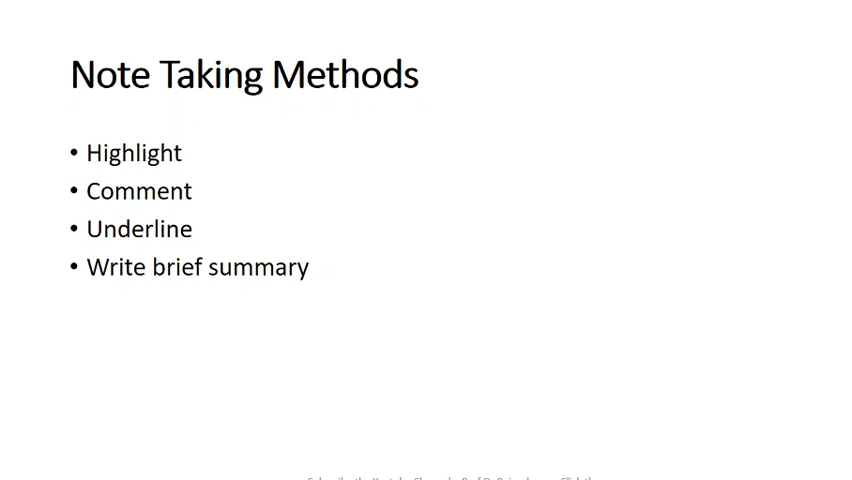 Note Taking Methods
• Highlight
• Comment
• Underline
• Write brief summary